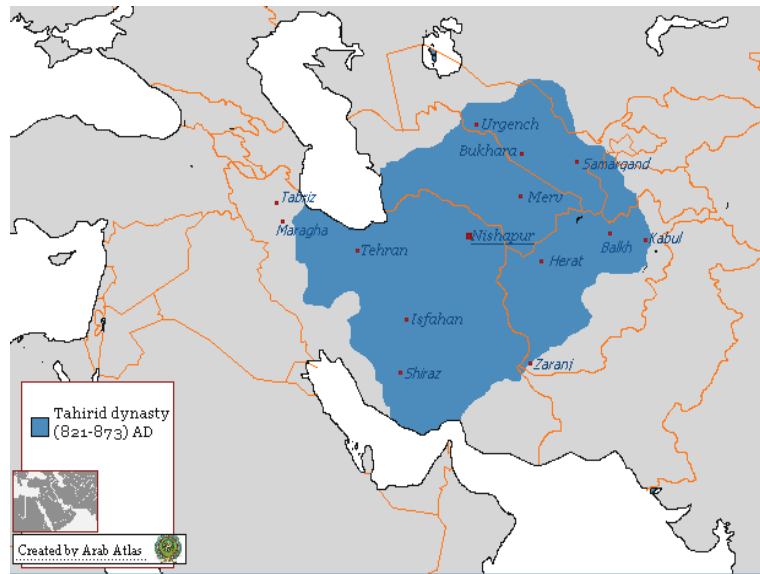 Urgench
Bukhara
Samarqand
Tabriz
Merv
Maragha
Tehran
Nishapur
Balkh
Kabul
Herat
Isfahan
Zaranj
Shiraz
Tahirid dynasty
(821-873) AD
Created by Arab Atlas